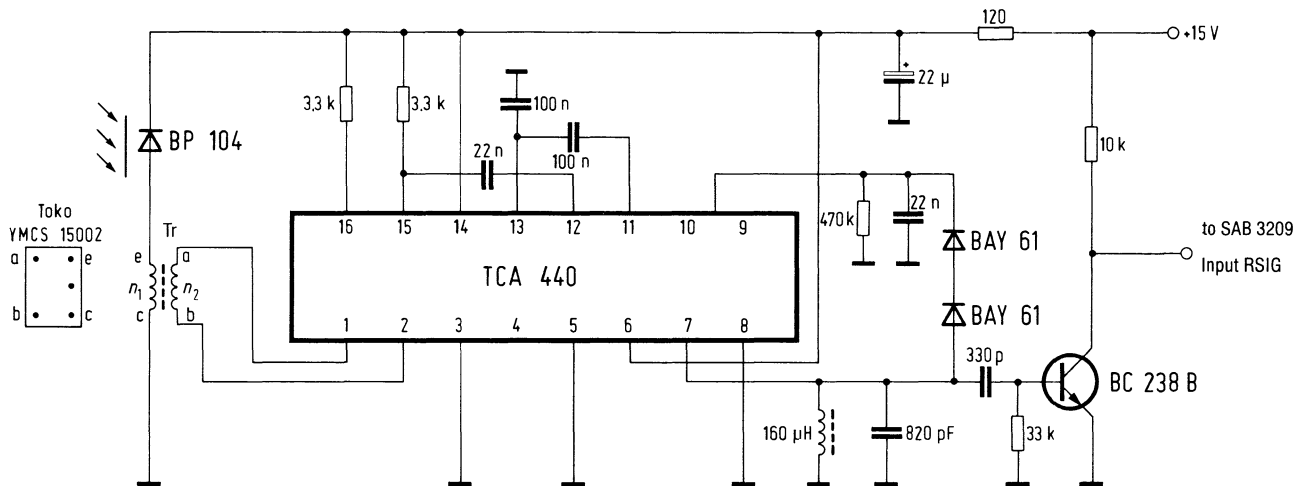 120
+15 V
3,3 k
3,3 k
100 n
+
22 µ
BP 104
22 n
100 n
10 k
Toko
YMCS 15002
Tr
16 15 14 13 12 11 10 9
470 k
22 n
BAY 61
to SAB 3209
Input RSIG
a e
b c
e a
n1 n2
c b
TCA 440
1 2 3 4 5 6 7 8
BAY 61
330 p
BC 238 B
160 µH
820 pF
33 k